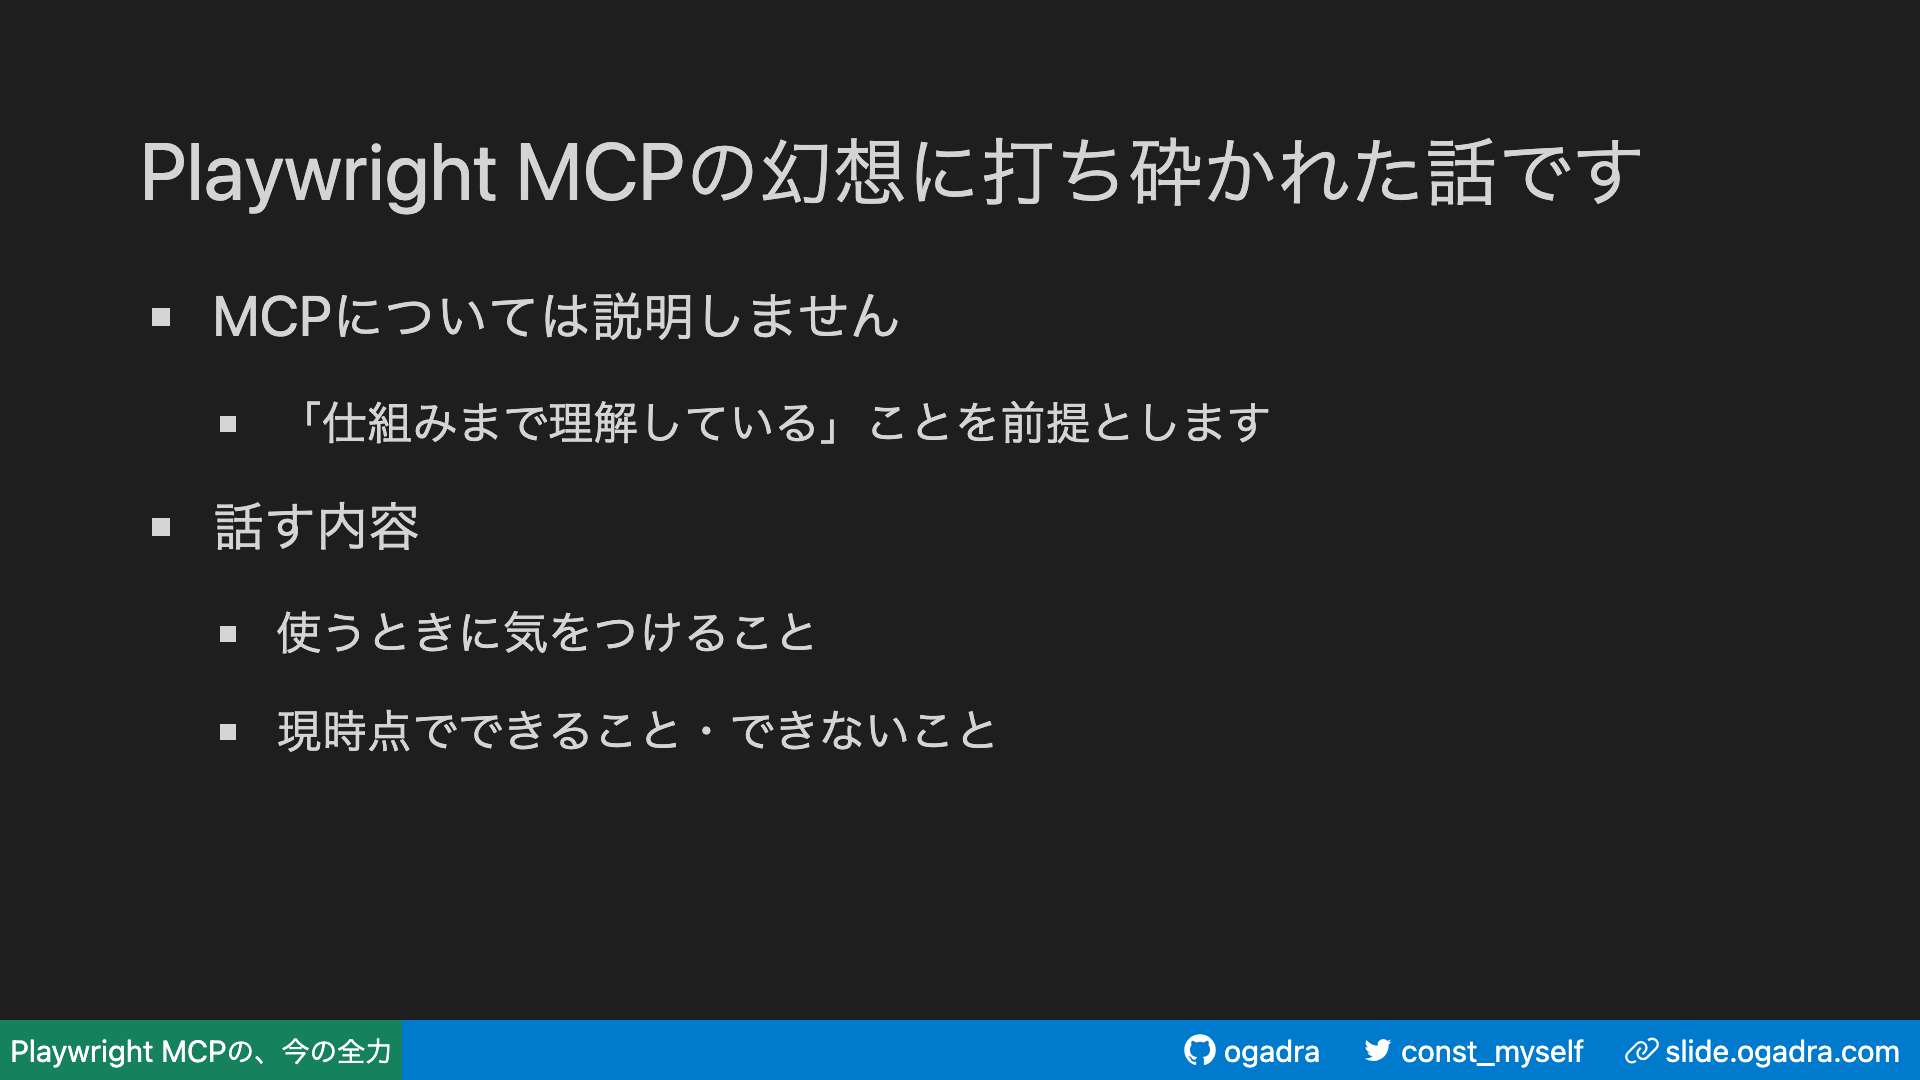 Playwright MCPの幻想に打ち砕かれた話です
MCPについては説明しません
「仕組みまで理解している」ことを前提とします
話す内容
使うときに気をつけること
現時点でできること・できないこと
Playwright MCPの、今の全力
ogadra
const_myself
slide.ogadra.com